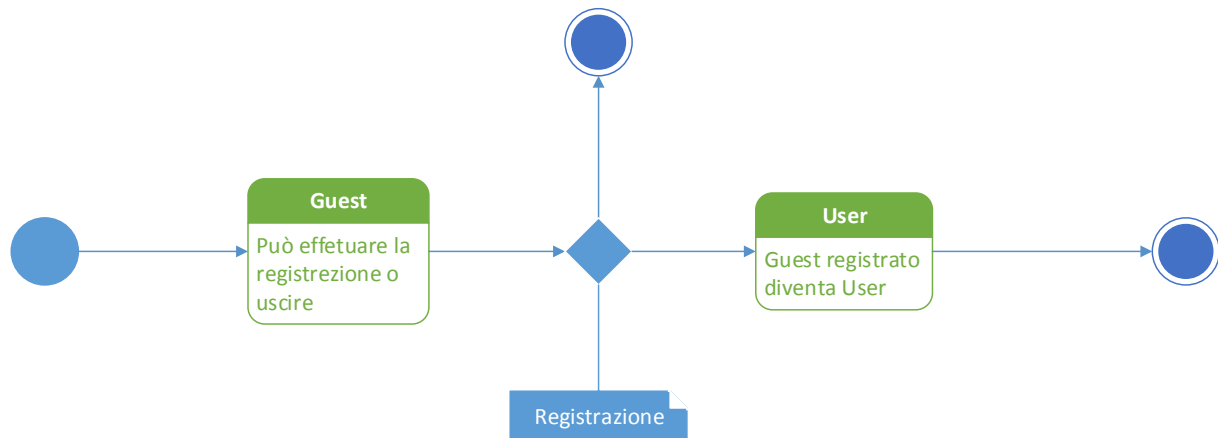 Guest
Può effetuare la
registrezione o
uscire
User
Guest registrato
diventa User
Registrazione